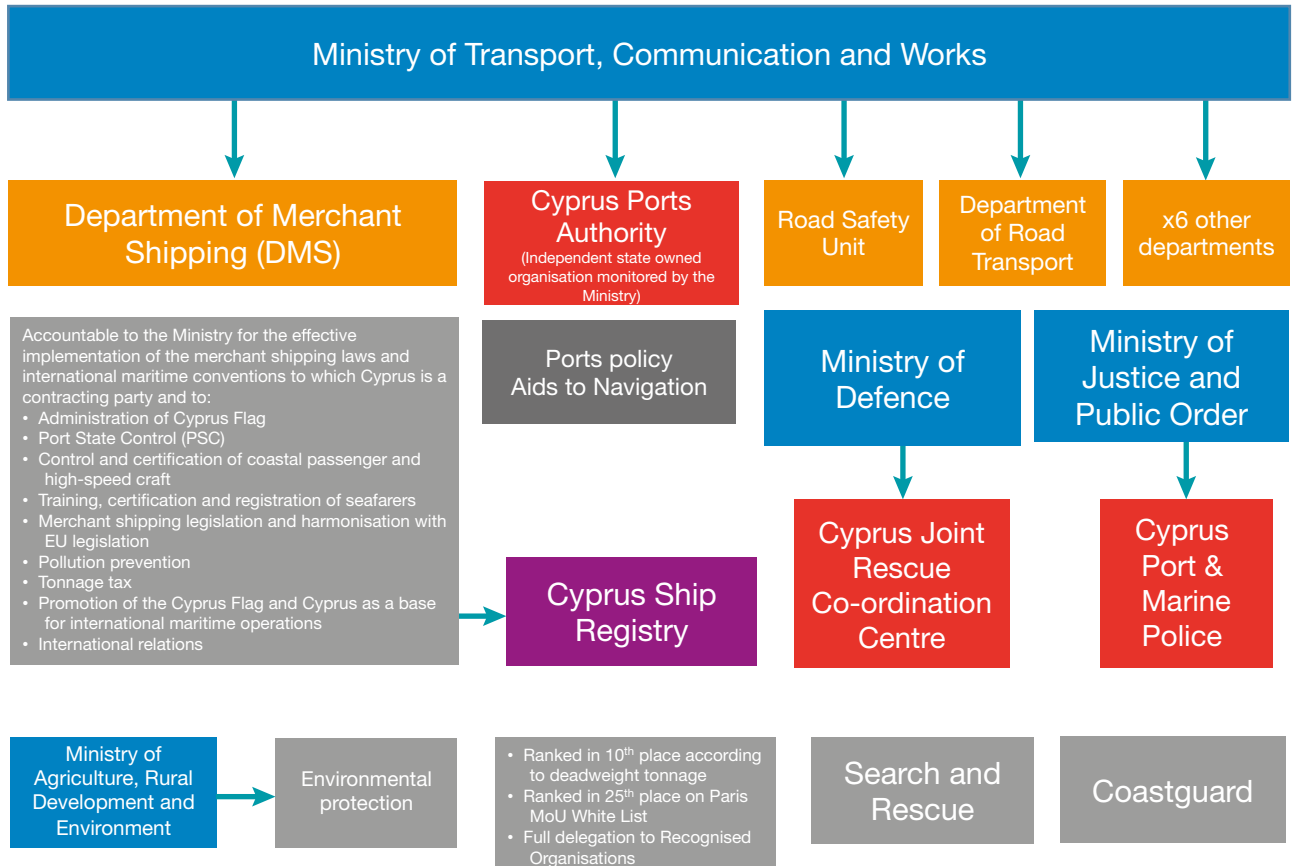 Ministry of Transport, Communication and Works
Department of Merchant
Shipping (DMS)
Cyprus Ports
Authority
(Independent state owned
organisation monitored by the
Ministry)
Road Safety
Unit
Department
of Road
Transport
x6 other
departments
Accountable to the Ministry for the effective
implementation of the merchant shipping laws and
international maritime conventions to which Cyprus is a
contracting party and to:
• Administration of Cyprus Flag
• Port State Control (PSC)
• Control and certification of coastal passenger and
high-speed craft
• Training, certification and registration of seafarers
• Merchant shipping legislation and harmonisation with
EU legislation
• Pollution prevention
• Tonnage tax
• Promotion of the Cyprus Flag and Cyprus as a base
for international maritime operations
• International relations
Ports policy
Aids to Navigation
Ministry of
Defence
Ministry of
Justice and
Public Order
Cyprus Ship
Registry
Cyprus Joint
Rescue
Co-ordination
Centre
Cyprus
Port &
Marine
Police
Ministry of
Agriculture, Rural
Development and
Environment
Environmental
protection
• Ranked in 10th place according
to deadweight tonnage
• Ranked in 25th place on Paris
MoU White List
• Full delegation to Recognised
Organisations
Search and
Rescue
Coastguard